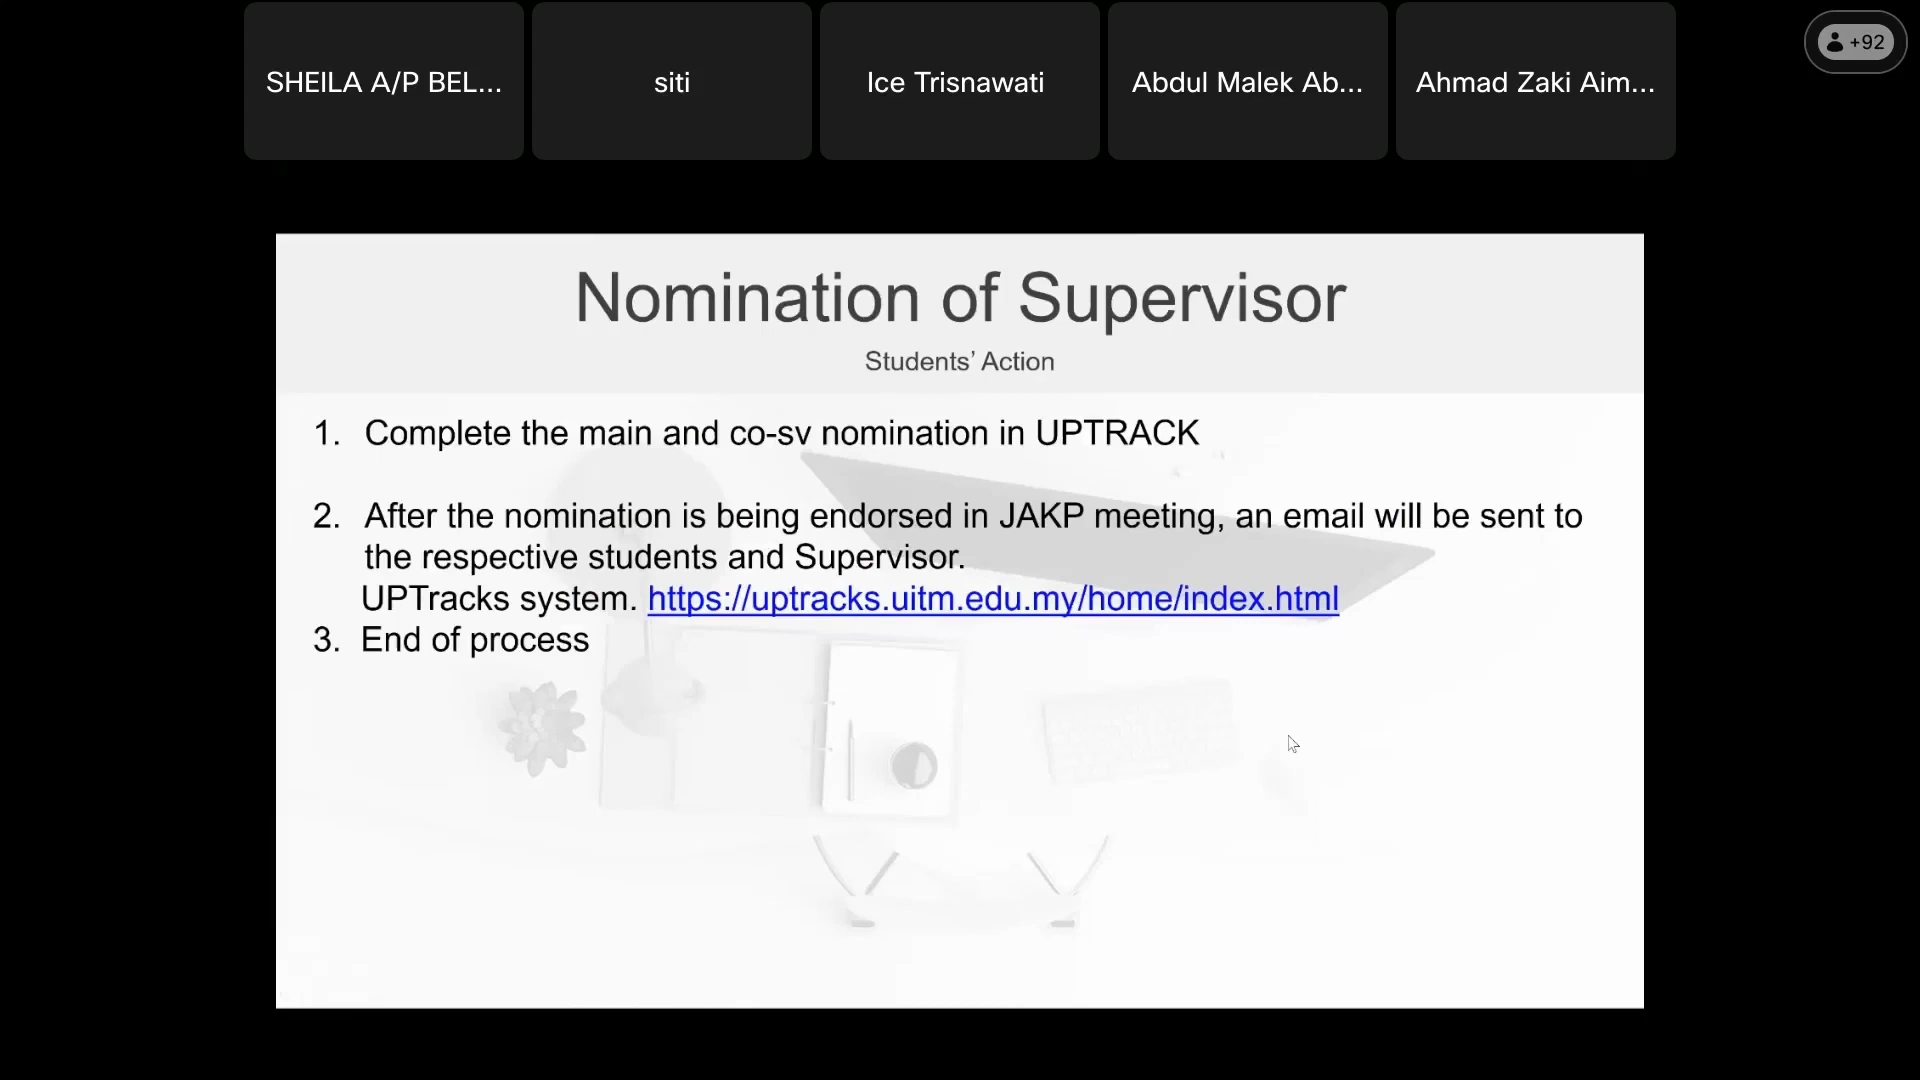 SHEILA A/P BEL...
siti
Ice Trisnawati
Abdul Malek Ab...
Ahmad Zaki Aim...
+92
Nomination of Supervisor
Students’ Action
1. Complete the main and co-sv nomination in UPTRACK
2. After the nomination is being endorsed in JAKP meeting, an email will be sent to
the respective students and Supervisor.
UPTracks system. https://uptracks.uitm.edu.my/home/index.html
3. End of process